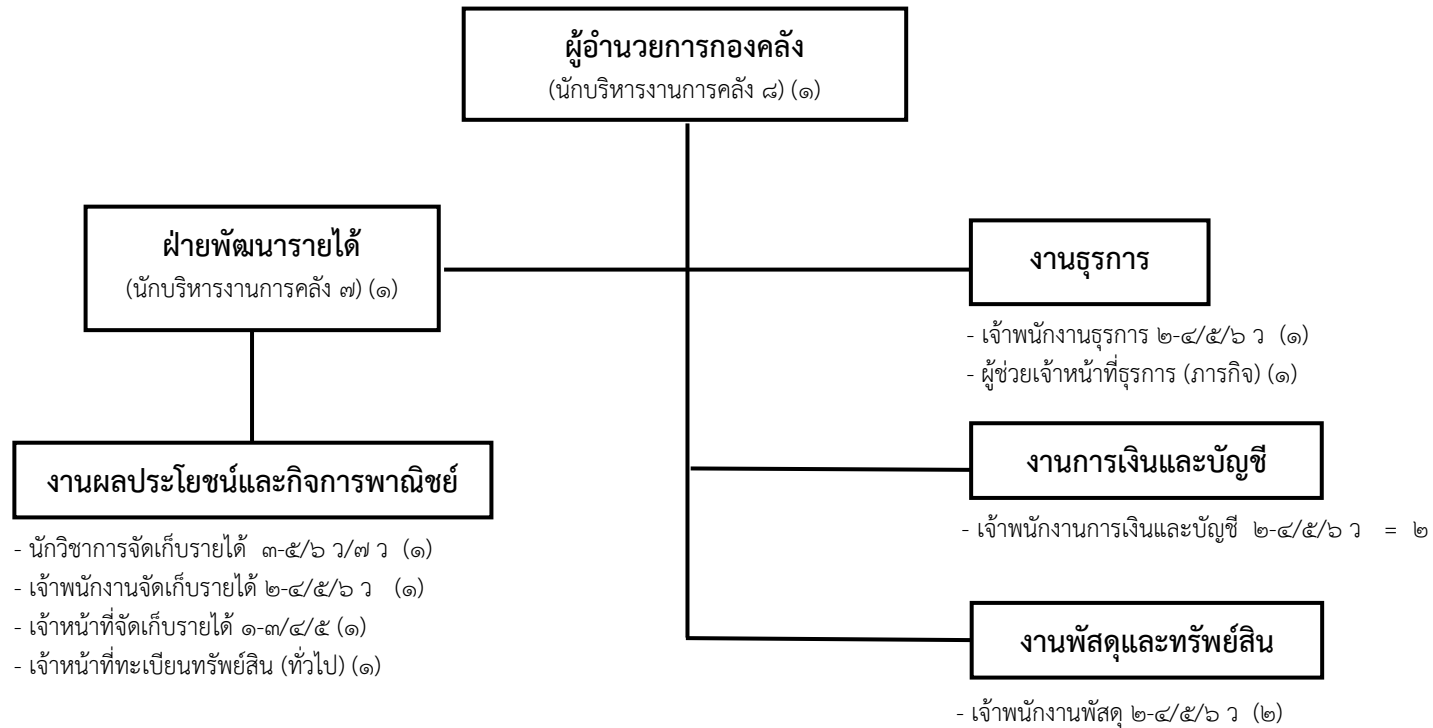 ผู้อำนวยการกองคลัง
(นักบริหารงานการคลัง ๘) (๑)
ฝ่ายพัฒนารายได้
(นักบริหารงานการคลัง ๗) (๑)
งานธุรการ
- เจ้าพนักงานธุรการ ๒-๔/๕/๖ ว (๑)
- ผู้ช่วยเจ้าหน้าที่ธุรการ (ภารกิจ) (๑)
งานผลประโยชน์และกิจการพาณิชย์
- นักวิชาการจัดเก็บรายได้ ๓-๕/๖ ว/๗ ว (๑)
- เจ้าพนักงานจัดเก็บรายได้ ๒-๔/๕/๖ ว (๑)
- เจ้าหน้าที่จัดเก็บรายได้ ๑-๓/๔/๕ (๑)
- เจ้าหน้าที่ทะเบียนทรัพย์สิน (ทั่วไป) (๑)
งานการเงินและบัญชี
- เจ้าพนักงานการเงินและบัญชี ๒-๔/๕/๖ ว = ๒
งานพัสดุและทรัพย์สิน
- เจ้าพนักงานพัสดุ ๒-๔/๕/๖ ว (๒)